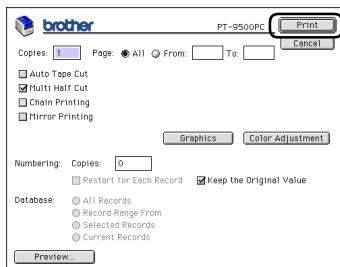 brother
PT-9500PC
Print
Copies: 1 Page: All From: To:
Cancel
Auto Tape Cut
Multi Half Cut
Chain Printing
Mirror Printing
Graphics
Color Adjustment
Numbering: Copies: 0
Restart for Each Record Keep the Original Value
Database: All Records
Record Range From
Selected Records
Current Records
Preview...